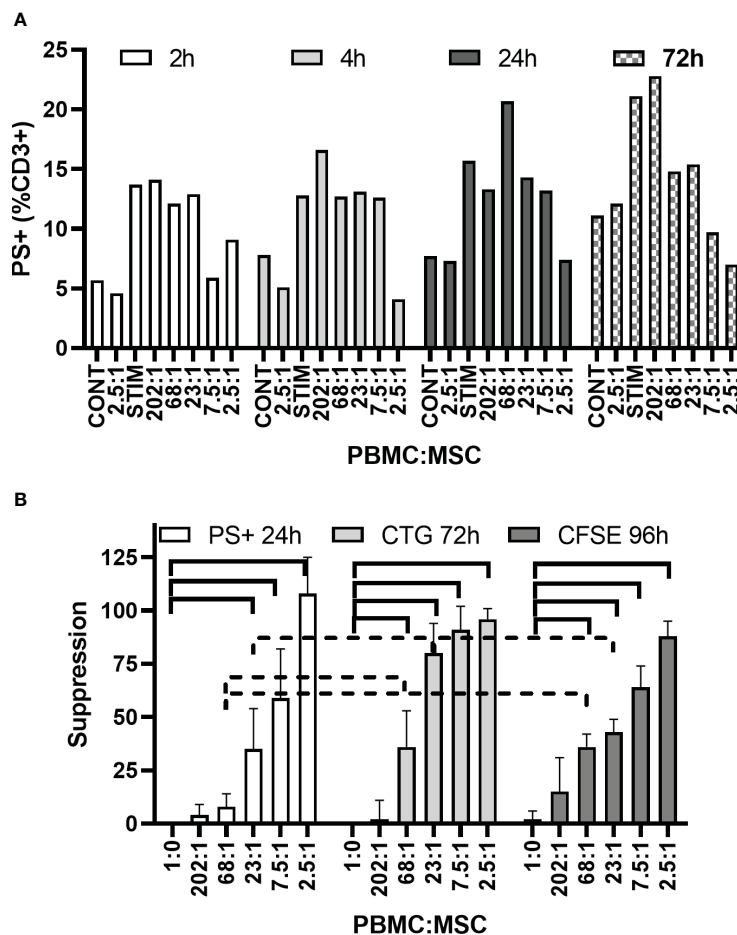 A
2h 4h 24h 72h
25
20
15
10
5
0
PS+ (%CD3+)
CONT 2.5:1 STIM 202:1 68:1 23:1 7.5:1 2.5:1 CONT 2.5:1 STIM 202:1 68:1 23:1 7.5:1 2.5:1 CONT 2.5:1 STIM 202:1 68:1 23:1 7.5:1 2.5:1 CONT 2.5:1 STIM 202:1 68:1 23:1 7.5:1 2.5:1
PBMC:MSC
B
PS+ 24h CTG 72h CFSE 96h
125
100
75
50
25
0
Suppression
1:0 202:1 68:1 23:1 7.5:1 2.5:1 1:0 202:1 68:1 23:1 7.5:1 2.5:1 1:0 202:1 68:1 23:1 7.5:1 2.5:1
PBMC:MSC